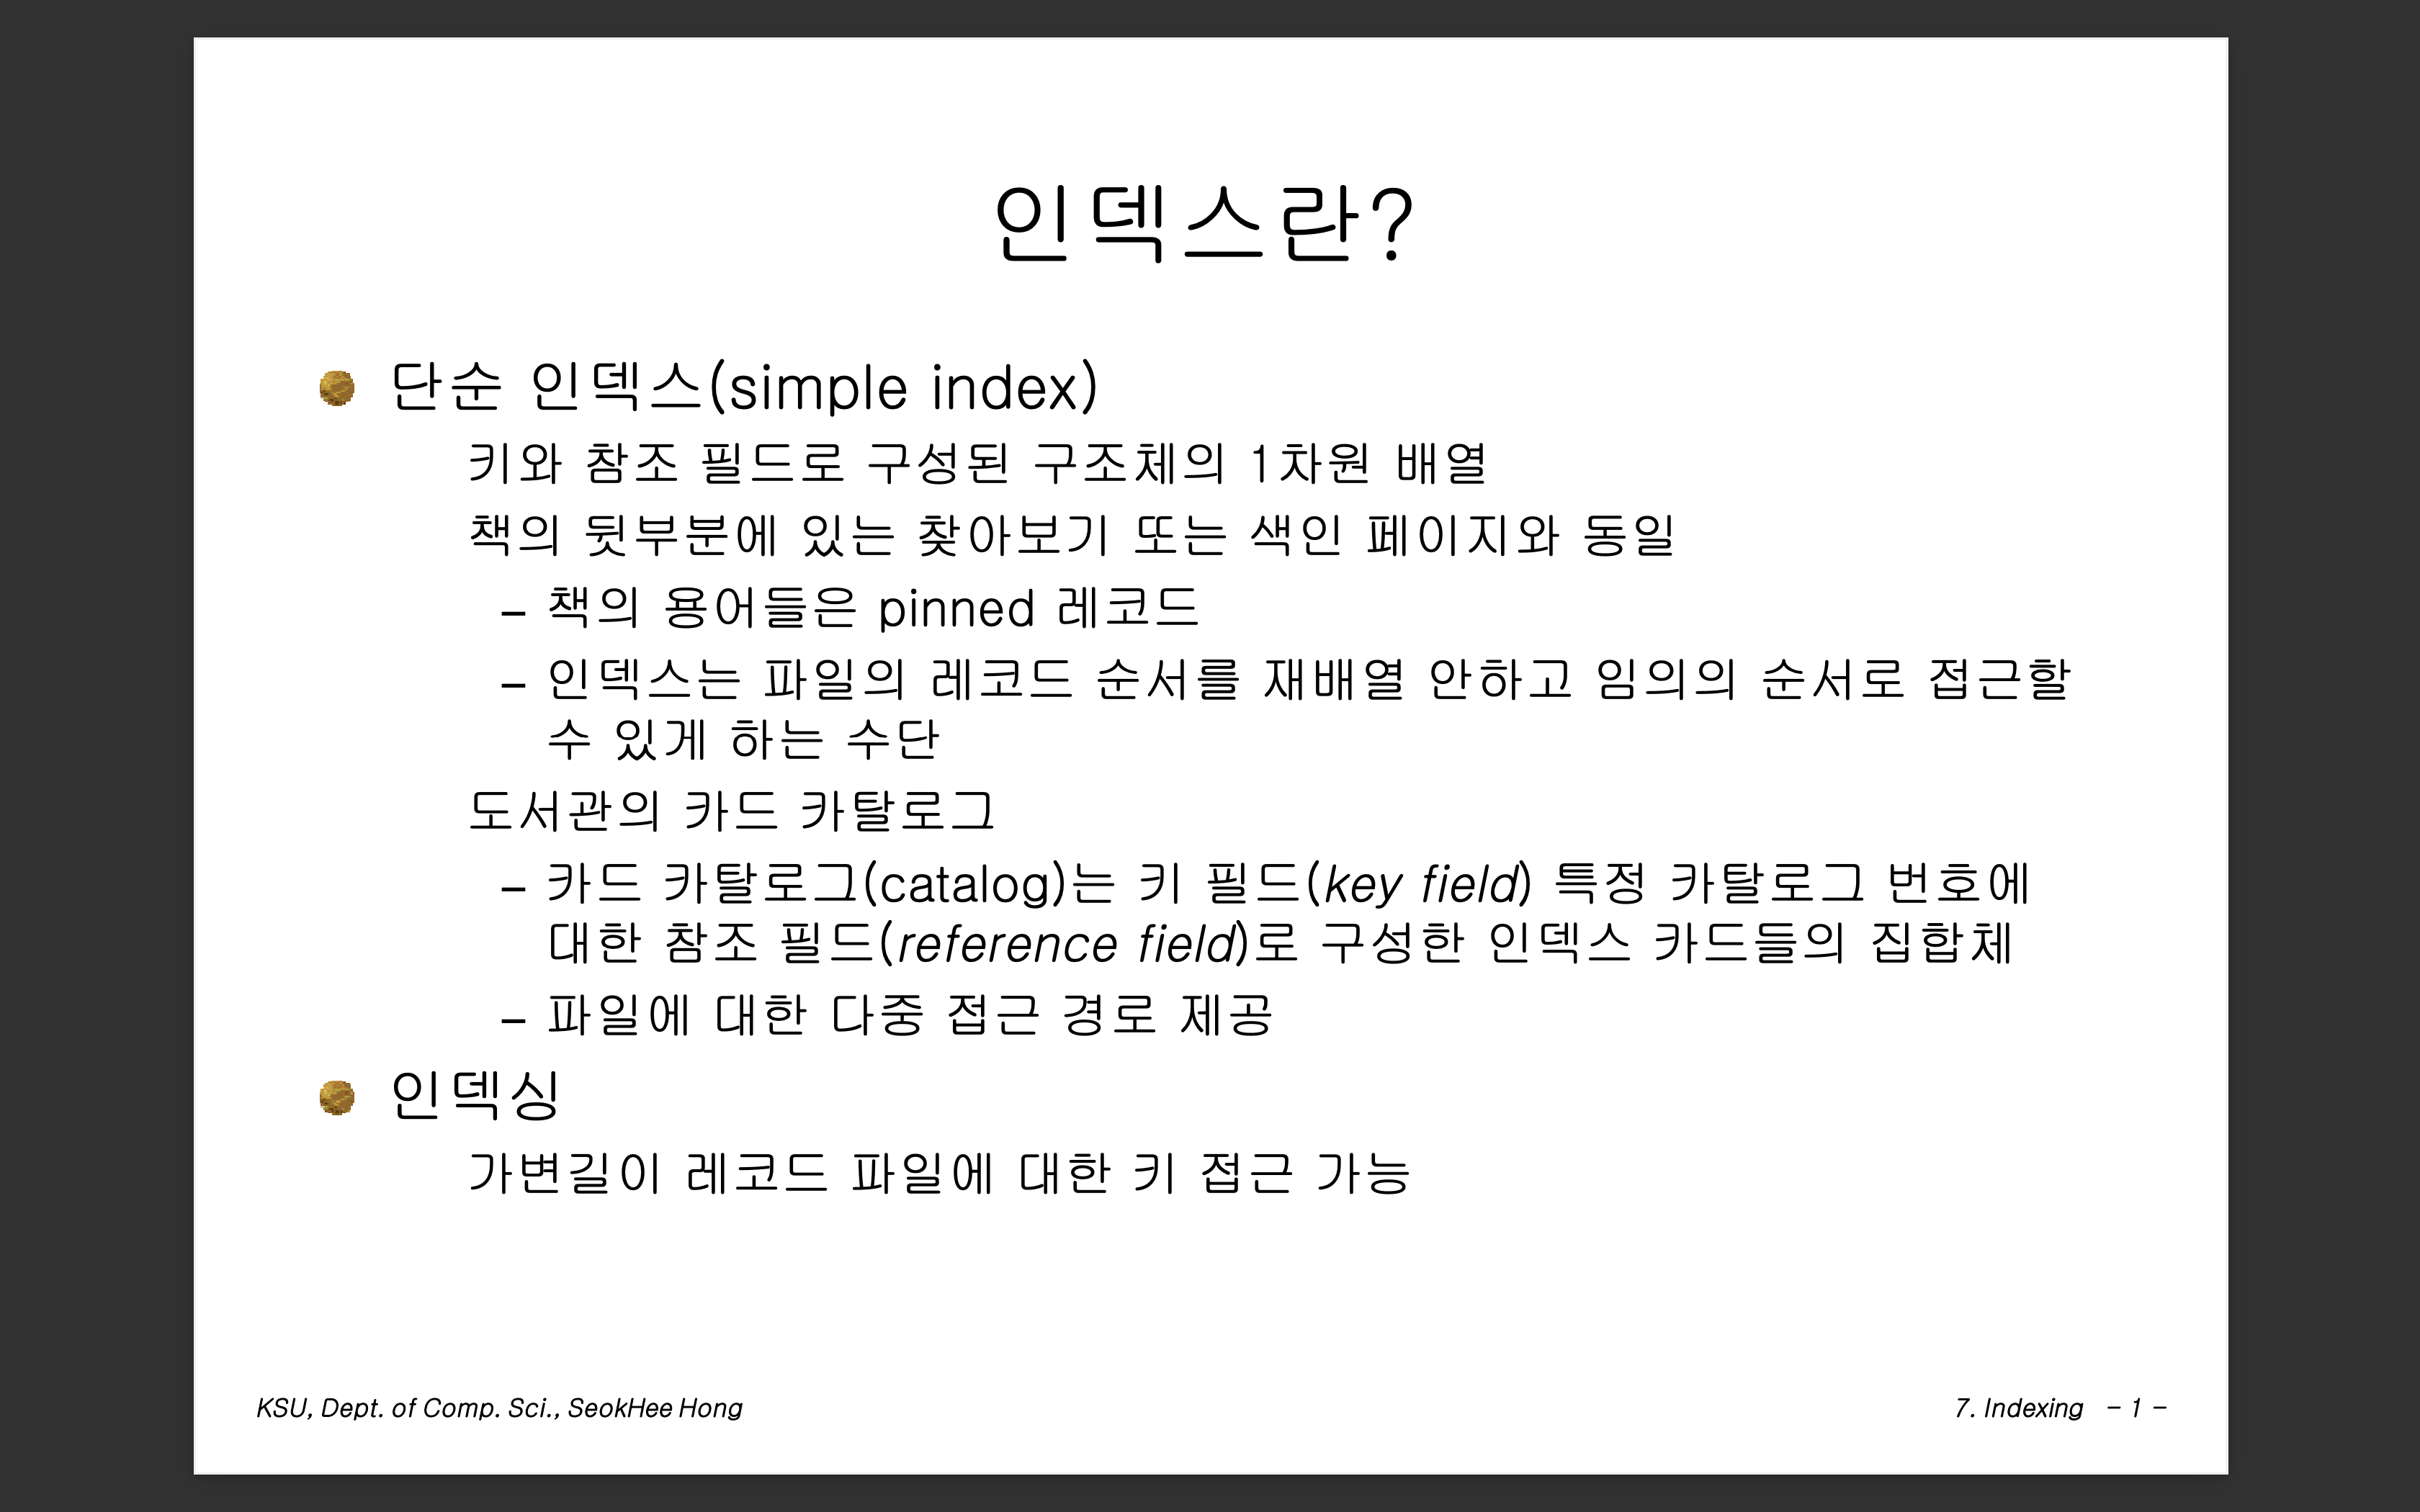 인덱스란?
단순 인덱스(simple index)
키와 참조 필드로 구성된 구조체의 1차원 배열
책의 뒷부분에 있는 찾아보기 또는 색인 페이지와 동일
– 책의 용어들은 pinned 레코드
– 인덱스는 파일의 레코드 순서를 재배열 안하고 임의의 순서로 접근할
수 있게 하는 수단
도서관의 카드 카탈로그
– 카드 카탈로그(catalog)는 키 필드(key field) 특정 카탈로그 번호에
대한 참조 필드(reference field)로 구성한 인덱스 카드들의 집합체
– 파일에 대한 다중 접근 경로 제공
인덱싱
가변길이 레코드 파일에 대한 키 접근 가능
KSU, Dept. of Comp. Sci., SeokHee Hong
7. Indexing – 1 –